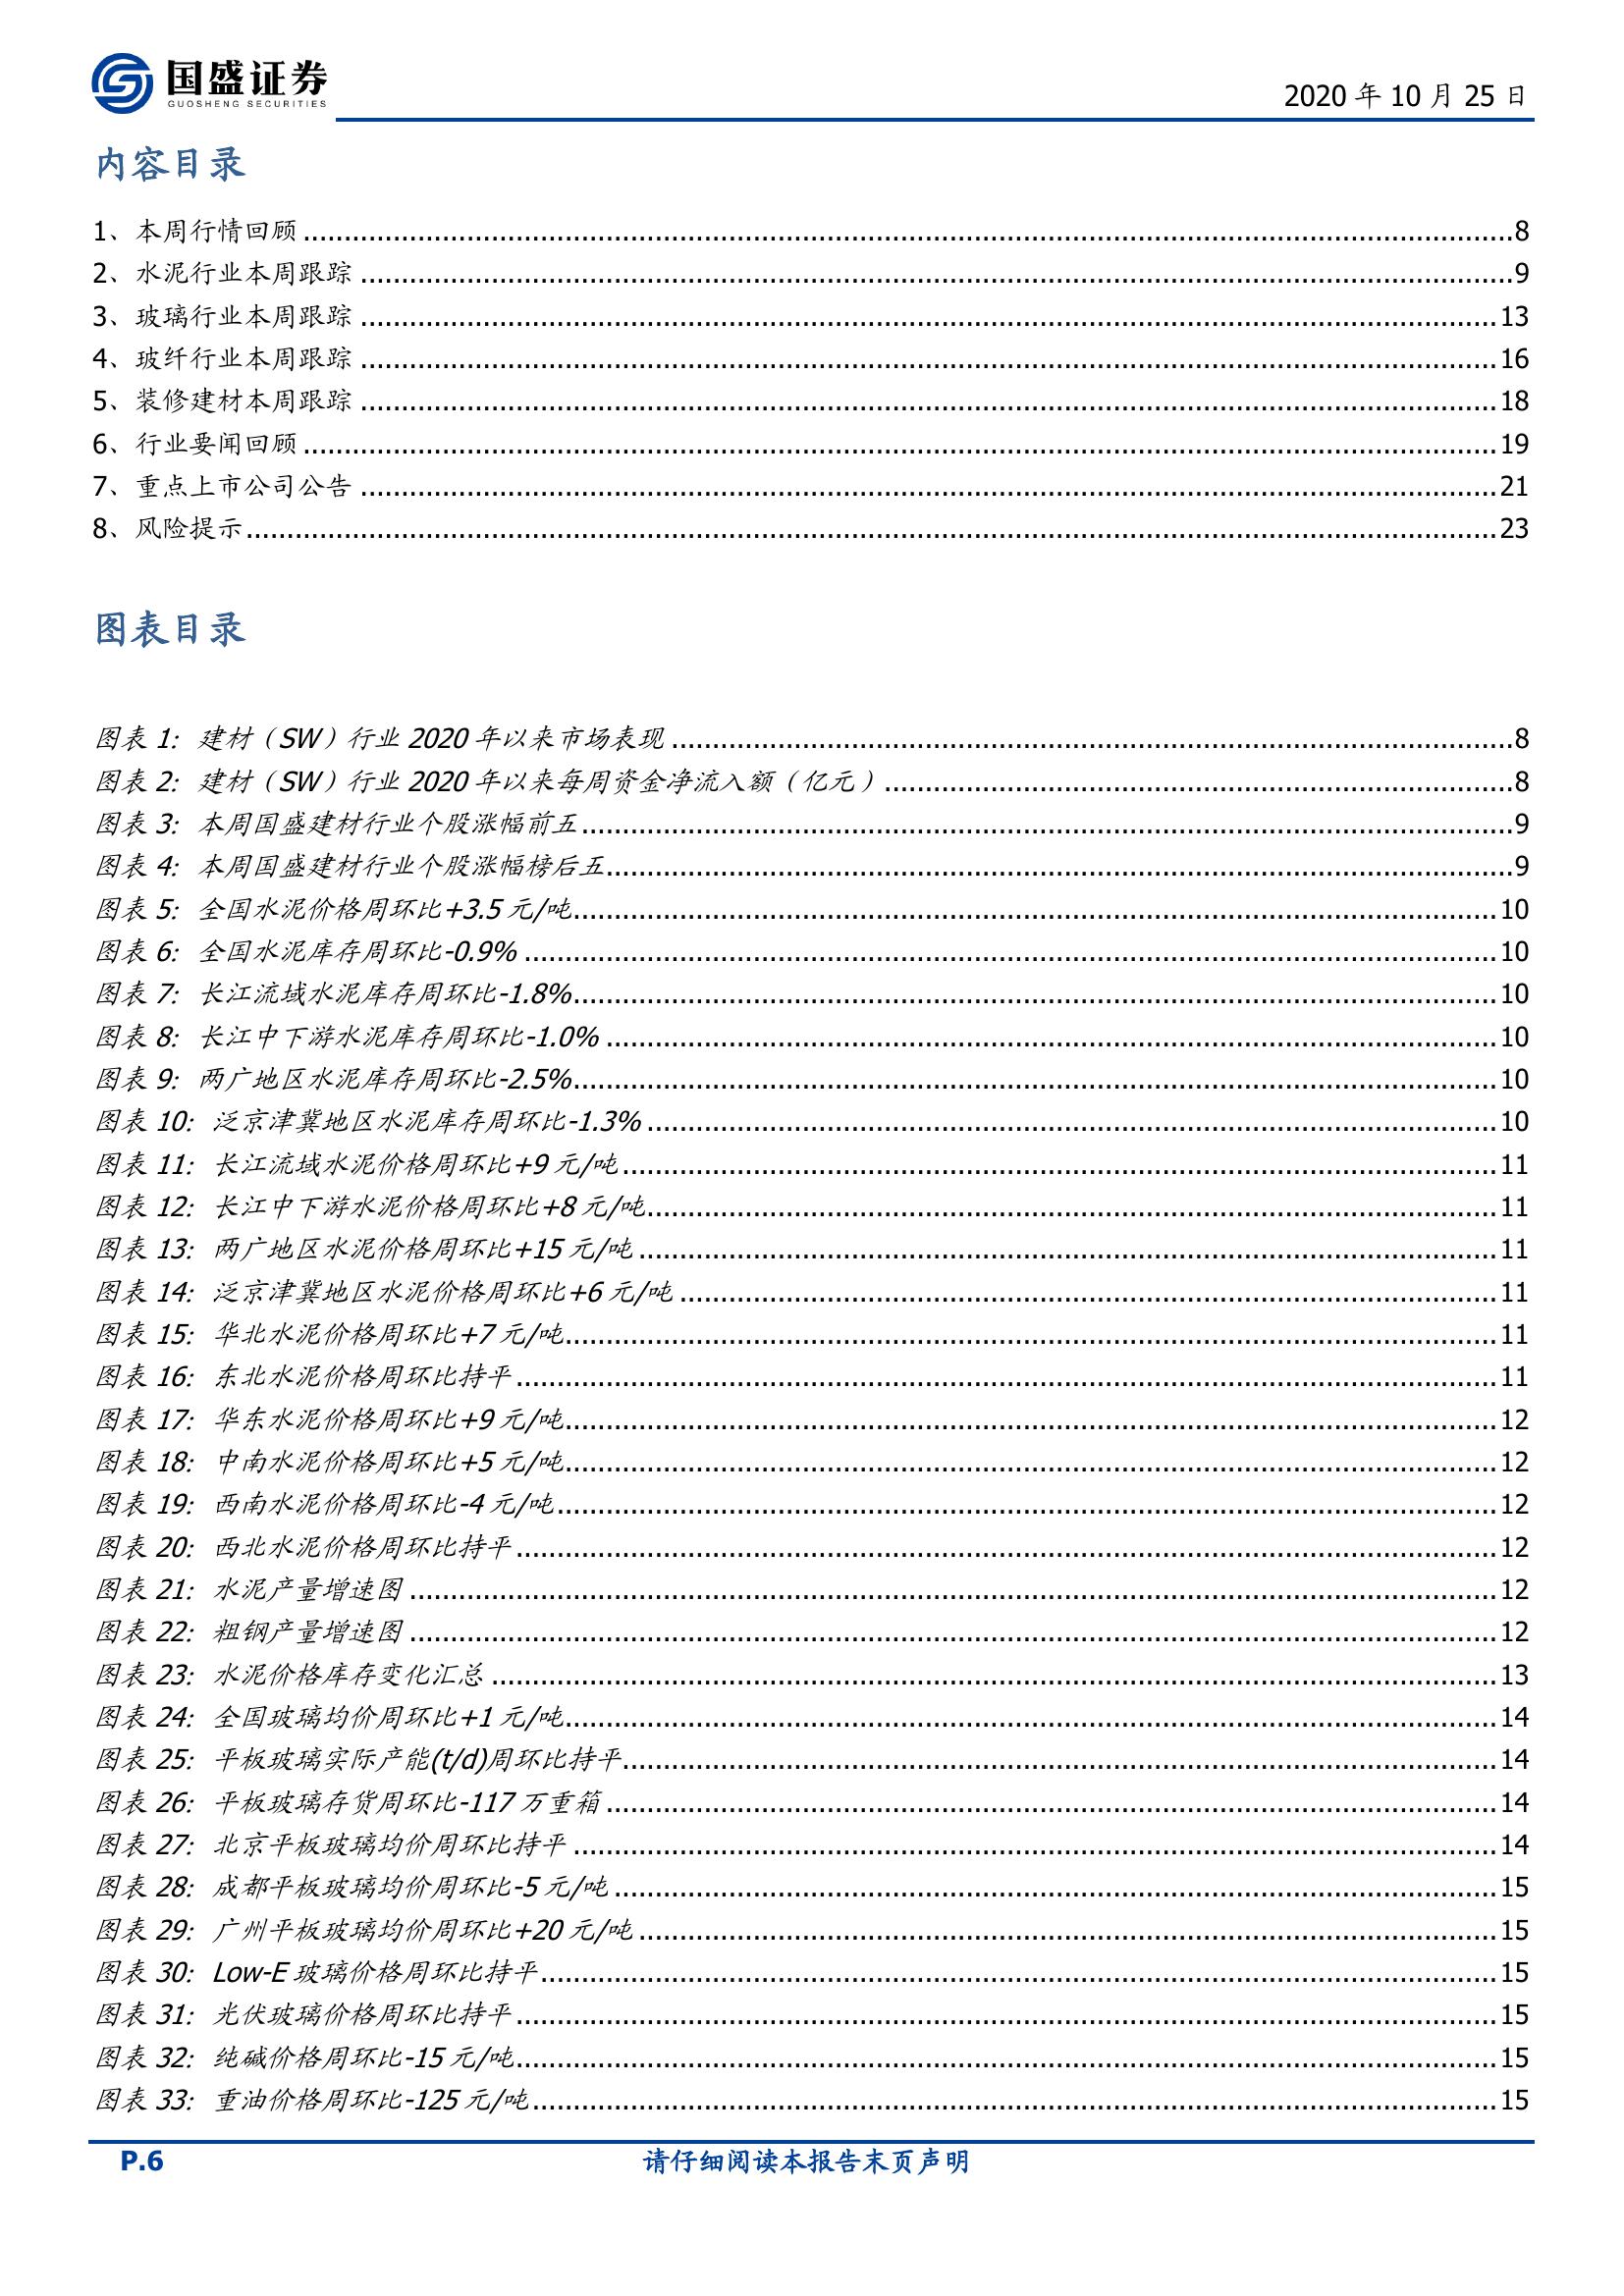 国盛证券
GUOSHENG SECURITIES
2020 年 10 月 25 日
内容目录
1、本周行情回顾 8
2、水泥行业本周跟踪 9
3、玻璃行业本周跟踪 13
4、玻纤行业本周跟踪 16
5、装修建材本周跟踪 18
6、行业要闻回顾 19
7、重点上市公司公告 21
8、风险提示 23
图表目录
图表 1: 建材（SW）行业 2020 年以来市场表现 8
图表 2: 建材（SW）行业 2020 年以来每周资金净流入额（亿元） 8
图表 3: 本周国盛建材行业个股涨幅前五 9
图表 4: 本周国盛建材行业个股涨幅榜后五 9
图表 5: 全国水泥价格周环比+3.5 元/吨 10
图表 6: 全国水泥库存周环比-0.9% 10
图表 7: 长江流域水泥库存周环比-1.8% 10
图表 8: 长江中下游水泥库存周环比-1.0% 10
图表 9: 两广地区水泥库存周环比-2.5% 10
图表 10: 泛京津冀地区水泥库存周环比-1.3% 10
图表 11: 长江流域水泥价格周环比+9 元/吨 11
图表 12: 长江中下游水泥价格周环比+8 元/吨 11
图表 13: 两广地区水泥价格周环比+15 元/吨 11
图表 14: 泛京津冀地区水泥价格周环比+6 元/吨 11
图表 15: 华北水泥价格周环比+7 元/吨 11
图表 16: 东北水泥价格周环比持平 11
图表 17: 华东水泥价格周环比+9 元/吨 12
图表 18: 中南水泥价格周环比+5 元/吨 12
图表 19: 西南水泥价格周环比-4 元/吨 12
图表 20: 西北水泥价格周环比持平 12
图表 21: 水泥产量增速图 12
图表 22: 粗钢产量增速图 12
图表 23: 水泥价格库存变化汇总 13
图表 24: 全国玻璃均价周环比+1 元/吨 14
图表 25: 平板玻璃实际产能(t/d)周环比持平 14
图表 26: 平板玻璃存货周环比-117 万重箱 14
图表 27: 北京平板玻璃均价周环比持平 14
图表 28: 成都平板玻璃均价周环比-5 元/吨 15
图表 29: 广州平板玻璃均价周环比+20 元/吨 15
图表 30: Low-E 玻璃价格周环比持平 15
图表 31: 光伏玻璃价格周环比持平 15
图表 32: 纯碱价格周环比-15 元/吨 15
图表 33: 重油价格周环比-125 元/吨 15
P.6 请仔细阅读本报告末页声明